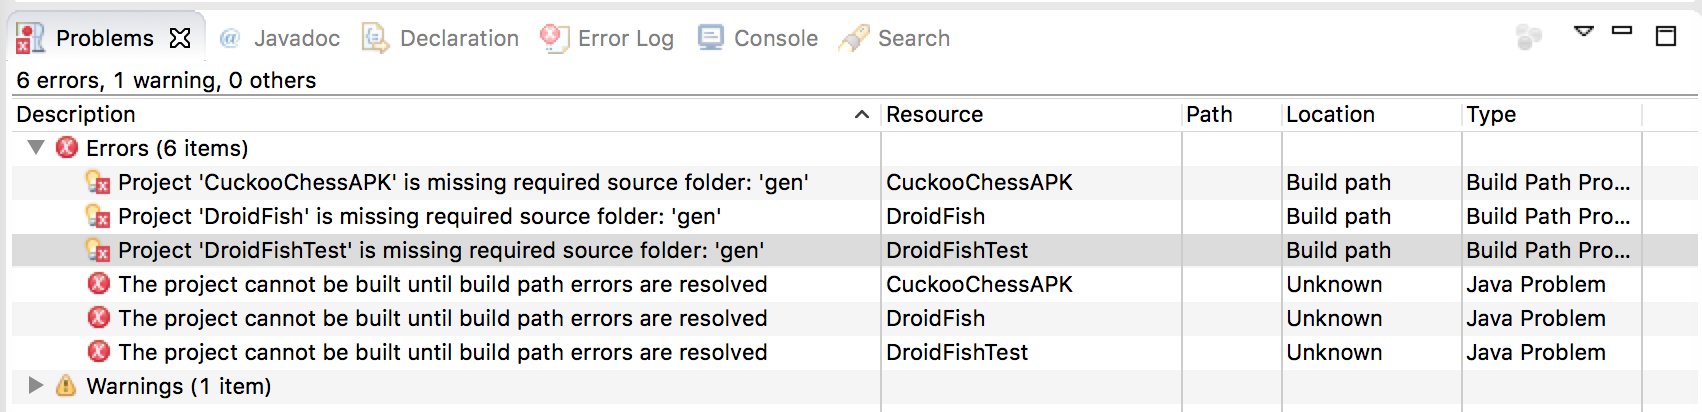 Problems @ Javadoc Declaration Error Log Console Search
6 errors, 1 warning, 0 others
Description Resource Path Location Type
Errors (6 items)
Project 'CuckooChessAPK' is missing required source folder: 'gen' CuckooChessAPK Build path Build Path Pro...
Project 'DroidFish' is missing required source folder: 'gen' DroidFish Build path Build Path Pro...
Project 'DroidFishTest' is missing required source folder: 'gen' DroidFishTest Build path Build Path Pro...
The project cannot be built until build path errors are resolved CuckooChessAPK Unknown Java Problem
The project cannot be built until build path errors are resolved DroidFish Unknown Java Problem
The project cannot be built until build path errors are resolved DroidFishTest Unknown Java Problem
Warnings (1 item)